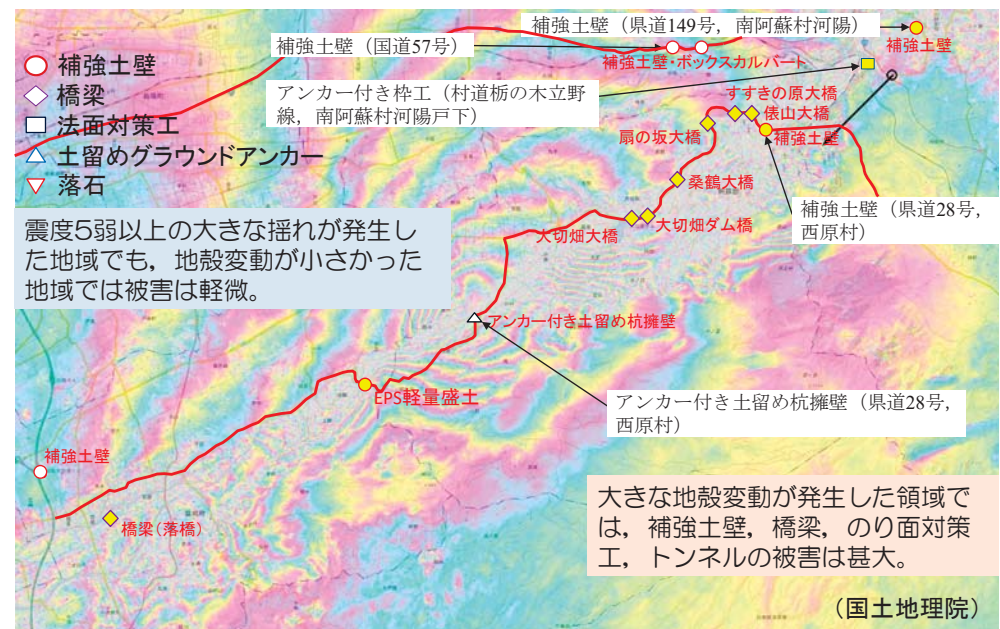 補強土壁（県道149号，南阿蘇村河陽）
補強土壁（国道57号）
補強土壁
補強土壁・ボックスカルバート
補強土壁
橋梁
法面対策工
土留めグラウンドアンカー
落石
アンカー付き枠工（村道栃の木立野
線，南阿蘇村河陽戸下）
すすきの原大橋
俵山大橋
扇の坂大橋
補強土壁
桑鶴大橋
補強土壁（県道28号，
西原村）
大切畑大橋
大切畑ダム橋
震度5弱以上の大きな揺れが発生し
た地域でも，地殻変動が小さかった
地域では被害は軽微。
アンカー付き土留め杭擁壁
EPS軽量盛土
アンカー付き土留め杭擁壁（県道28号，
西原村）
補強土壁
橋梁（落橋）
大きな地殻変動が発生した領域で
は，補強土壁，橋梁，のり面対策
工，トンネルの被害は甚大。
（国土地理院）